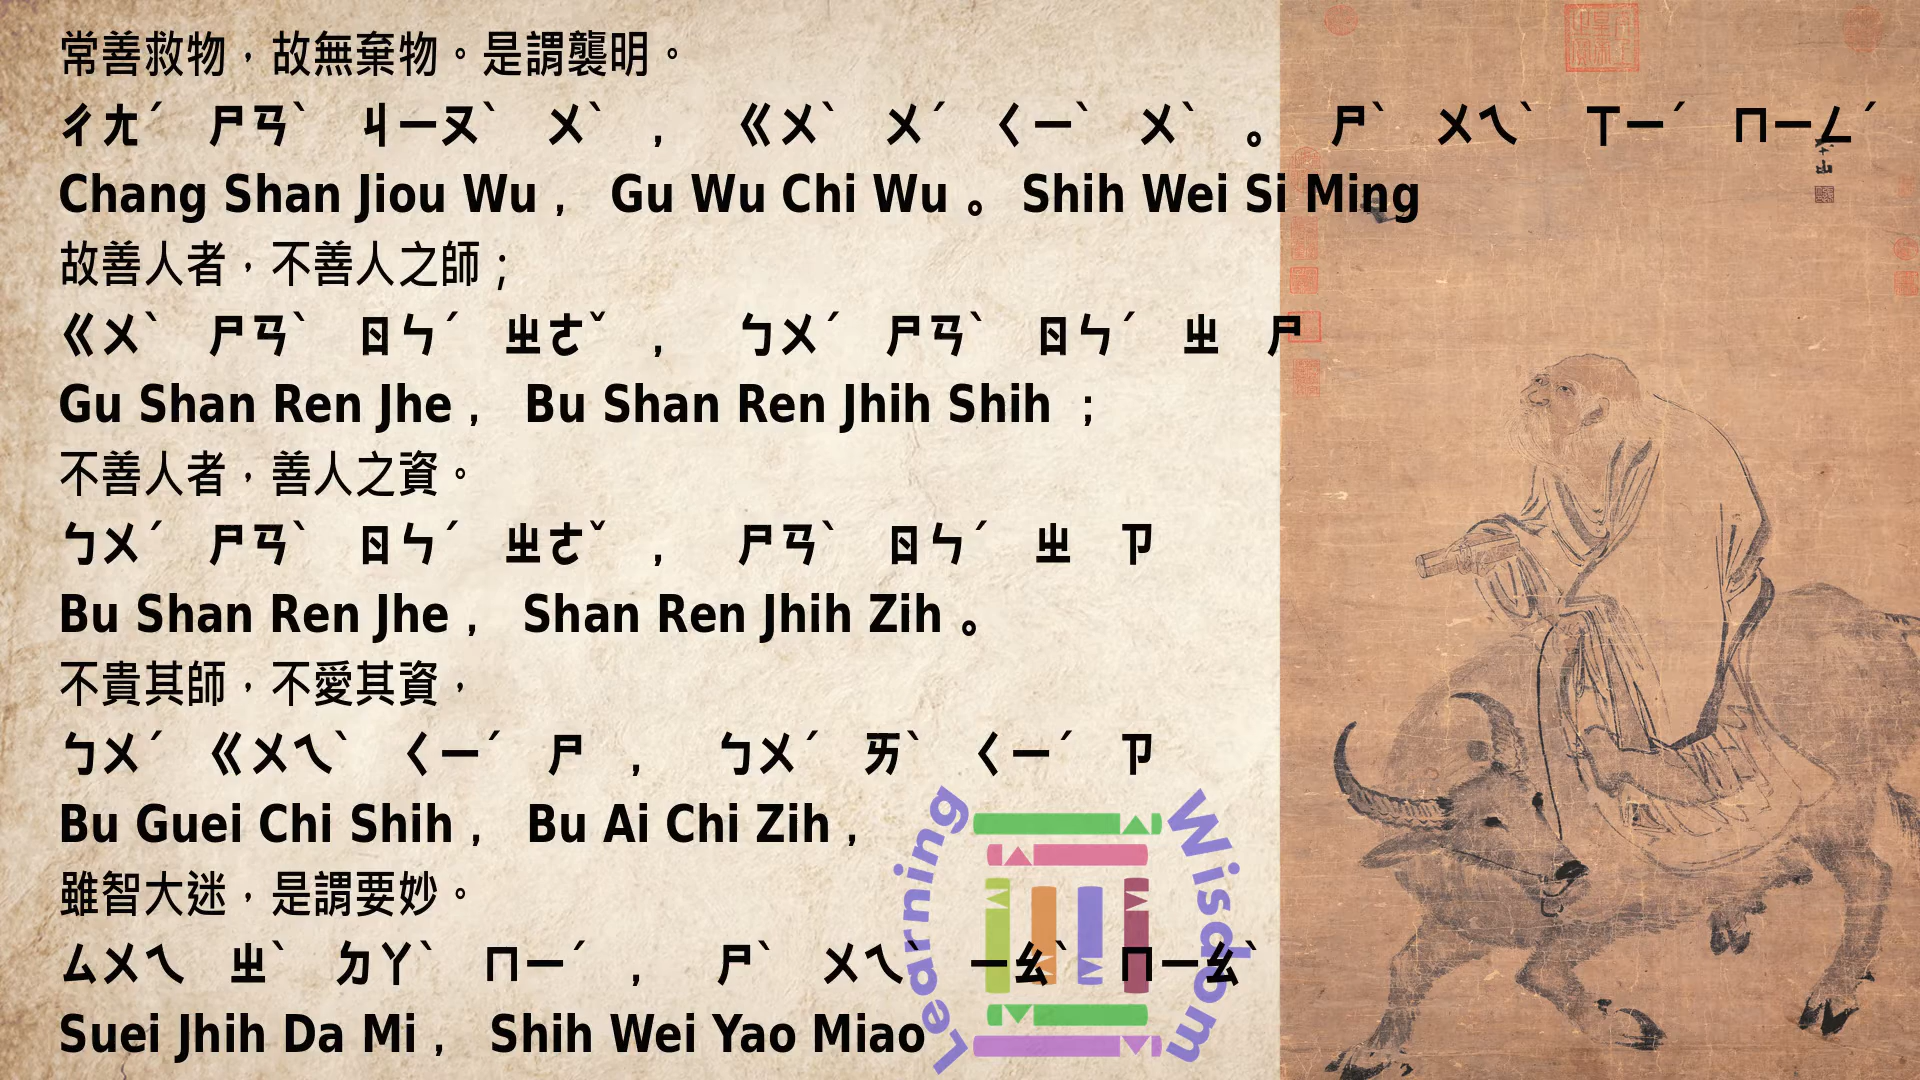 常善救物，故無棄物。是謂襲明。
ㄔㄤˊ ㄕㄢˋ ㄐㄧㄡˋ ㄨˋ ， ㄍㄨˋ ㄨˊ ㄑㄧˋ ㄨˋ 。 ㄕˋ ㄨㄟˋ ㄒㄧˊ ㄇㄧㄥˊ
Chang Shan Jiou Wu， Gu Wu Chi Wu 。 Shih Wei Si Ming
故善人者，不善人之師；
ㄍㄨˋ ㄕㄢˋ ㄖㄣˊ ㄓㄜˇ ， ㄅㄨˊ ㄕㄢˋ ㄖㄣˊ ㄓ ㄕ
Gu Shan Ren Jhe， Bu Shan Ren Jhih Shih ；
不善人者，善人之資。
ㄅㄨˊ ㄕㄢˋ ㄖㄣˊ ㄓㄜˇ ， ㄕㄢˋ ㄖㄣˊ ㄓ ㄗ
Bu Shan Ren Jhe， Shan Ren Jhih Zih 。
不貴其師，不愛其資，
ㄅㄨˊ ㄍㄨㄟˋ ㄑㄧˊ ㄕ ， ㄅㄨˊ ㄞˋ ㄑㄧˊ ㄗ
Bu Guei Chi Shih， Bu Ai Chi Zih，
雖智大迷，是謂要妙。
ㄙㄨㄟ ㄓˋ ㄉㄚˋ ㄇㄧˊ ， ㄕˋ ㄨㄟˋ ㄧㄠˋ ㄇㄧㄠˋ
Suei Jhih Da Mi， Shih Wei Yao Miao
Learning Wisdom